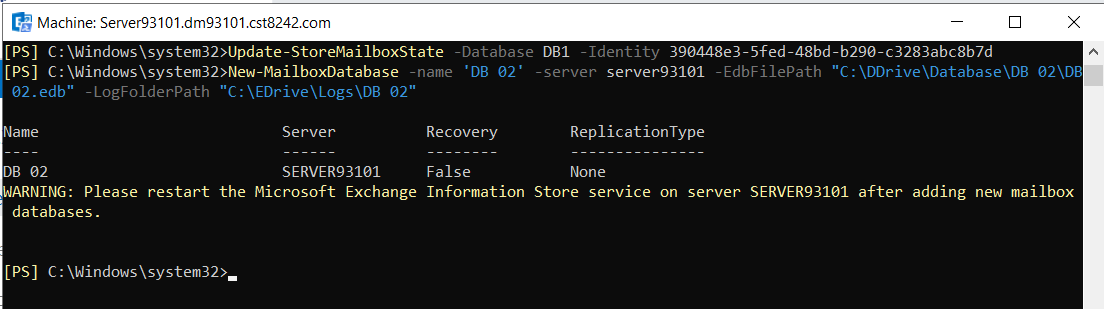 Machine: Server93101.dm93101.cst8242.com
[PS] C:\Windows\system32>Update-StoreMailboxState -Database DB1 -Identity 390448e3-5fed-48bd-b290-c3283abc8b7d
[PS] C:\Windows\system32>New-MailboxDatabase -name 'DB 02' -server server93101 -EdbFilePath "C:\DDrive\Database\DB 02\DB
02.edb" -LogFolderPath "C:\EDrive\Logs\DB 02"
Name Server Recovery ReplicationType
---- ------ -------- ---------------
DB 02 SERVER93101 False None
WARNING: Please restart the Microsoft Exchange Information Store service on server SERVER93101 after adding new mailbox
databases.
[PS] C:\Windows\system32>